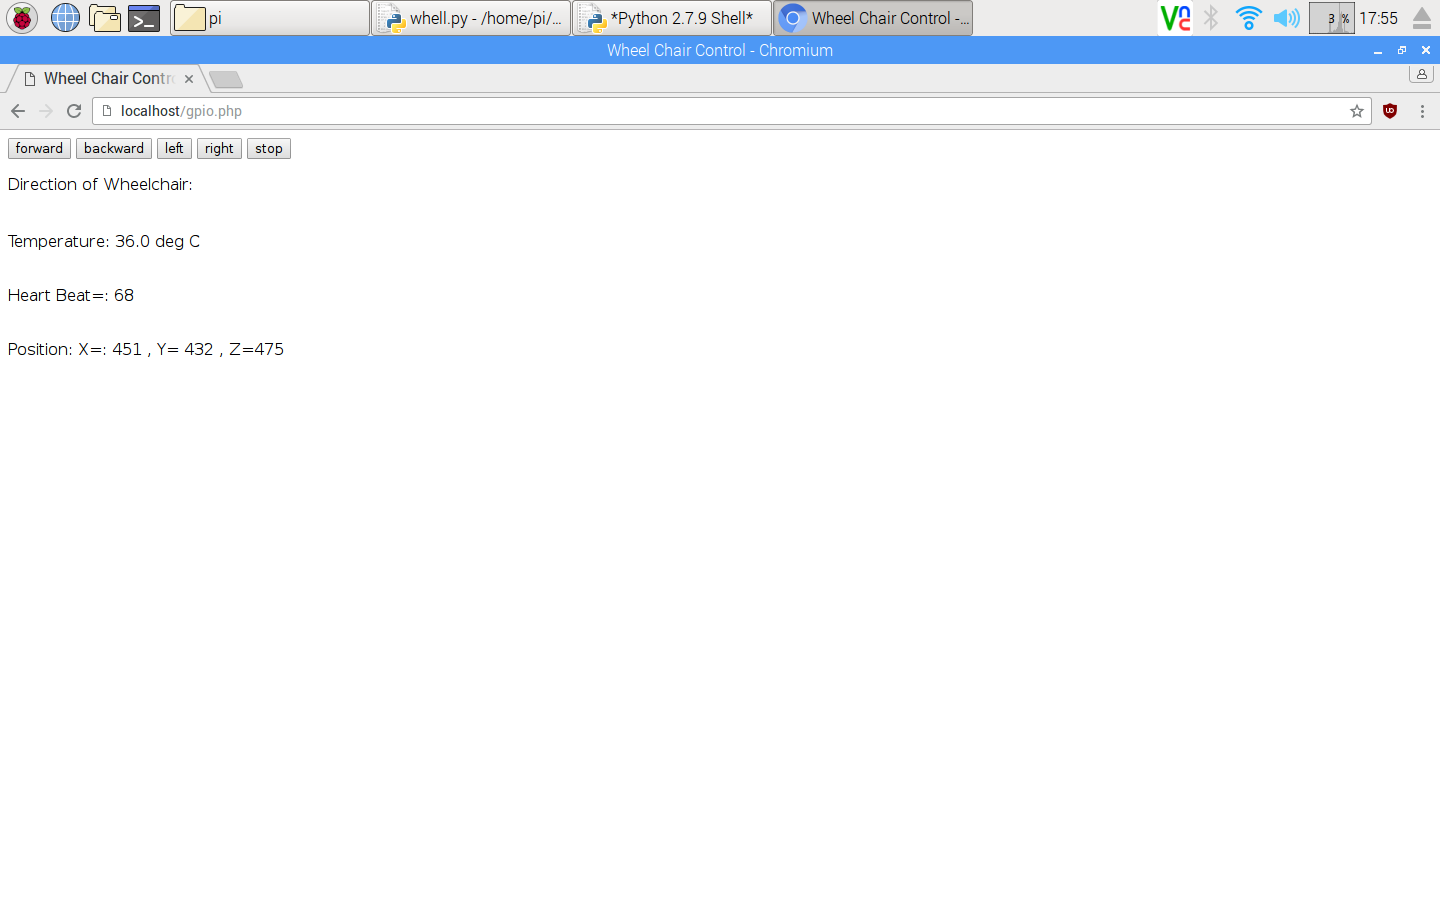 pi
whell.py - /home/pi/...
*Python 2.7.9 Shell*
Wheel Chair Control -...
VNC
3 %
17:55
Wheel Chair Control - Chromium
Wheel Chair Contr
localhost/gpio.php
forward
backward
left
right
stop
Direction of Wheelchair:
Temperature: 36.0 deg C
Heart Beat=: 68
Position: X=: 451 , Y= 432 , Z=475